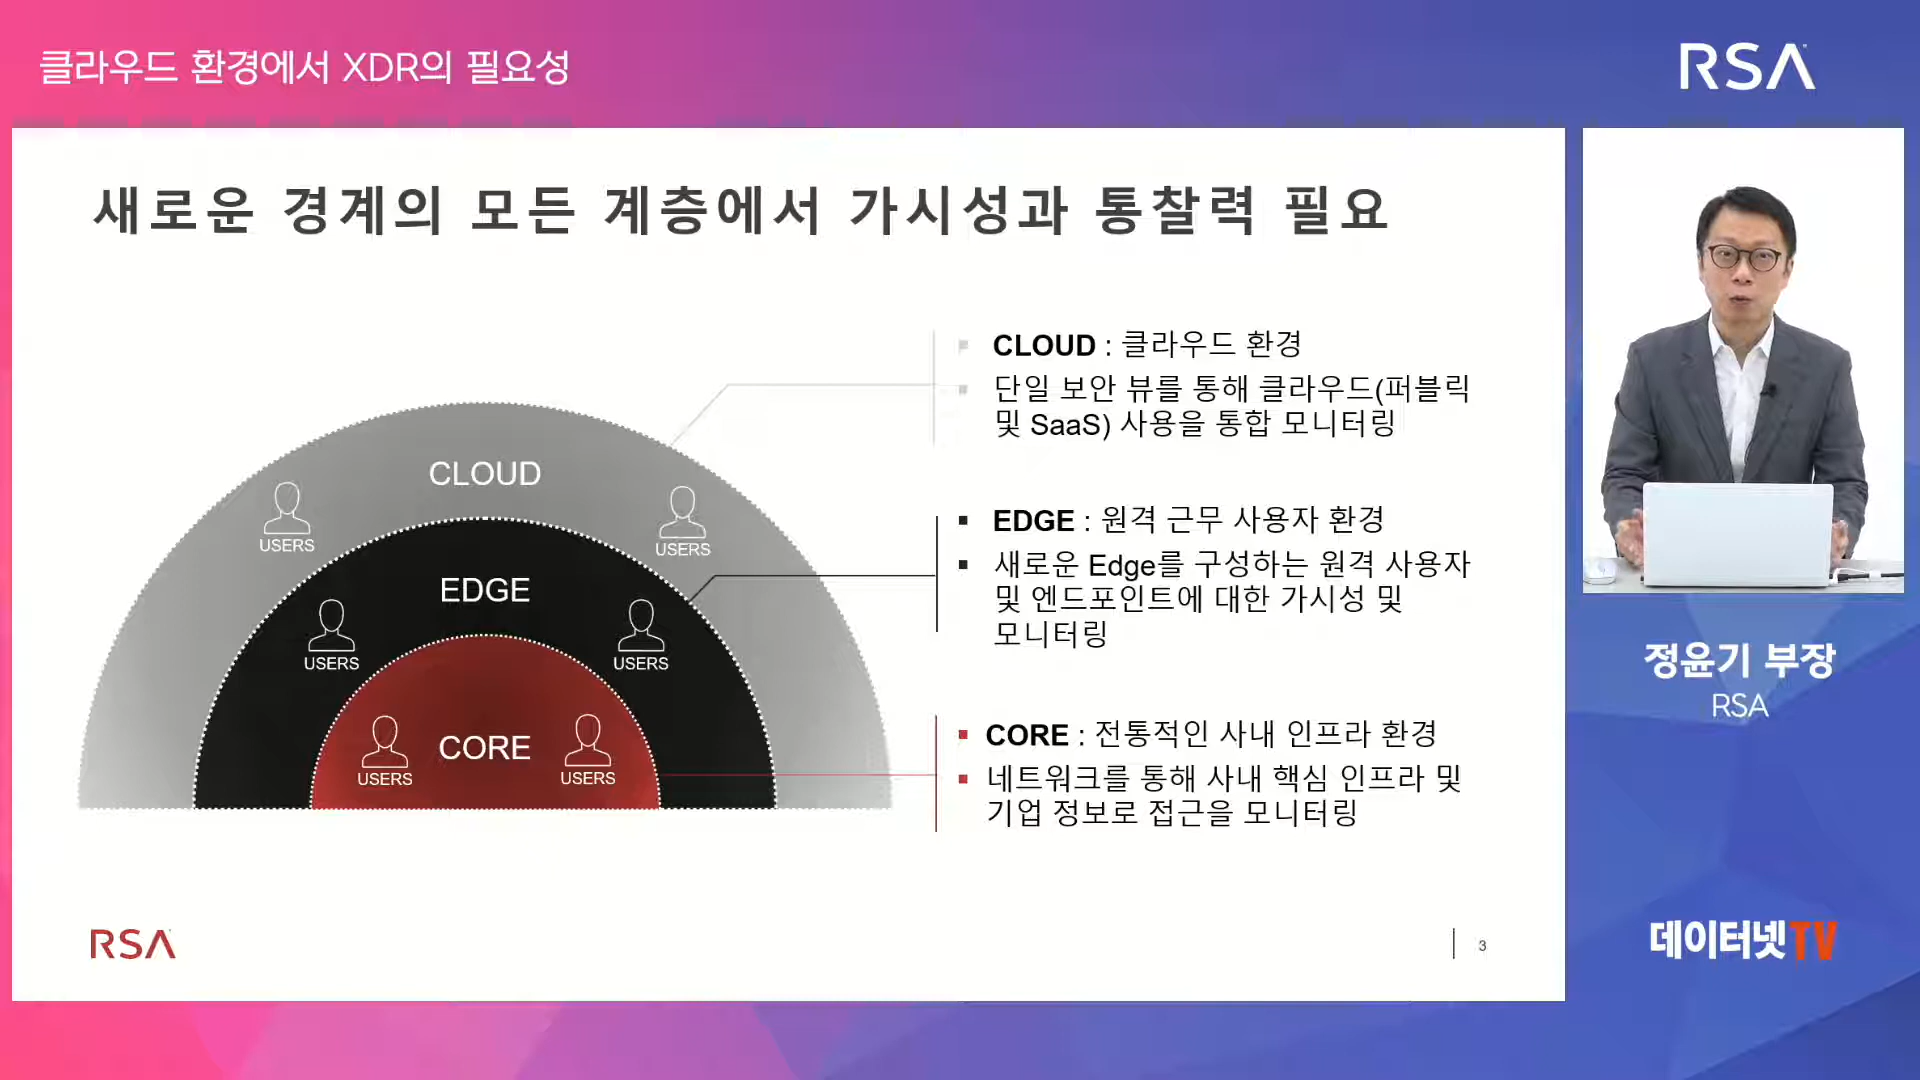 클라우드 환경에서 XDR의 필요성
RSA
새로운 경계의 모든 계층에서 가시성과 통찰력 필요
CLOUD
USERS
USERS
EDGE
USERS
USERS
CORE
USERS
USERS
CLOUD : 클라우드 환경
단일 보안 뷰를 통해 클라우드(퍼블릭
및 SaaS) 사용을 통합 모니터링
EDGE : 원격 근무 사용자 환경
새로운 Edge를 구성하는 원격 사용자
및 엔드포인트에 대한 가시성 및
모니터링
CORE : 전통적인 사내 인프라 환경
네트워크를 통해 사내 핵심 인프라 및
기업 정보로 접근을 모니터링
RSA
3
정윤기 부장
RSA
데이터넷TV